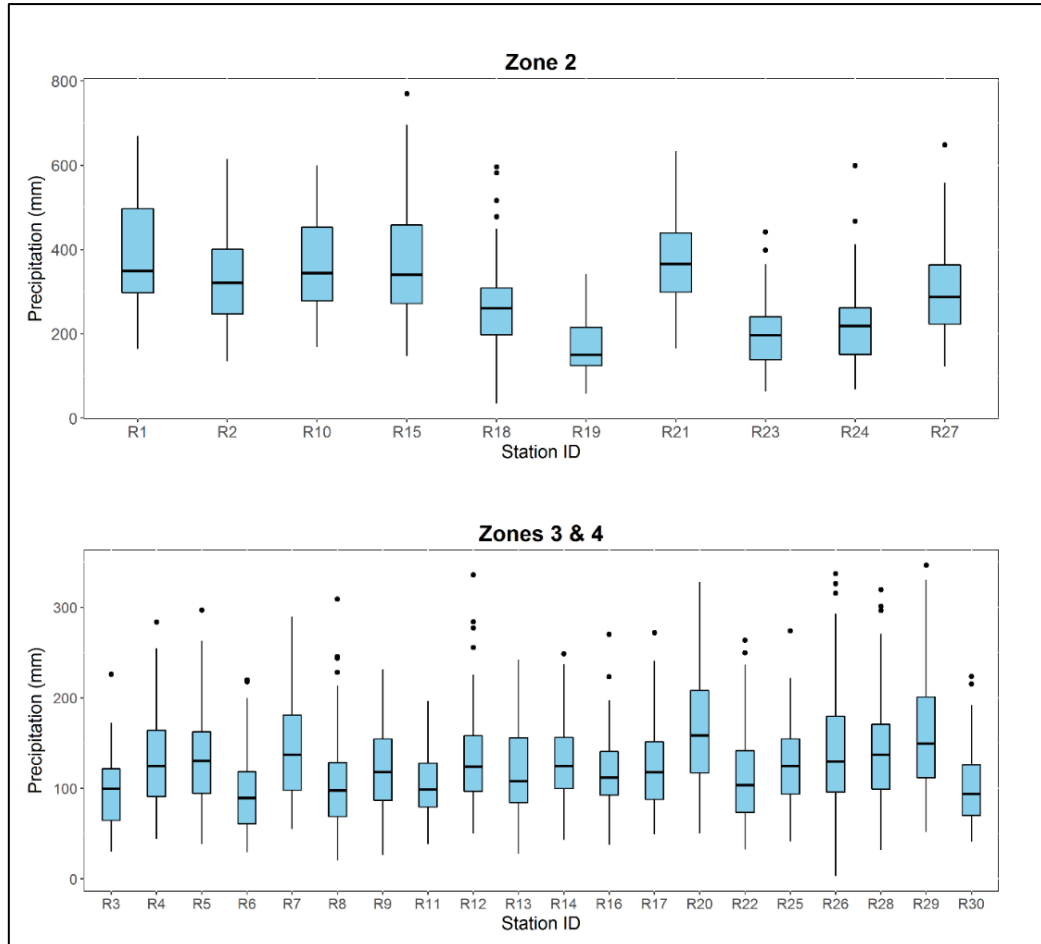 Zone 2
Precipitation (mm)
800
600
400
200
0
R1 R2 R10 R15 R18 R19 R21 R23 R24 R27
Station ID
Zones 3 & 4
Precipitation (mm)
300
200
100
0
R3 R4 R5 R6 R7 R8 R9 R11 R12 R13 R14 R16 R17 R20 R22 R25 R26 R28 R29 R30
Station ID